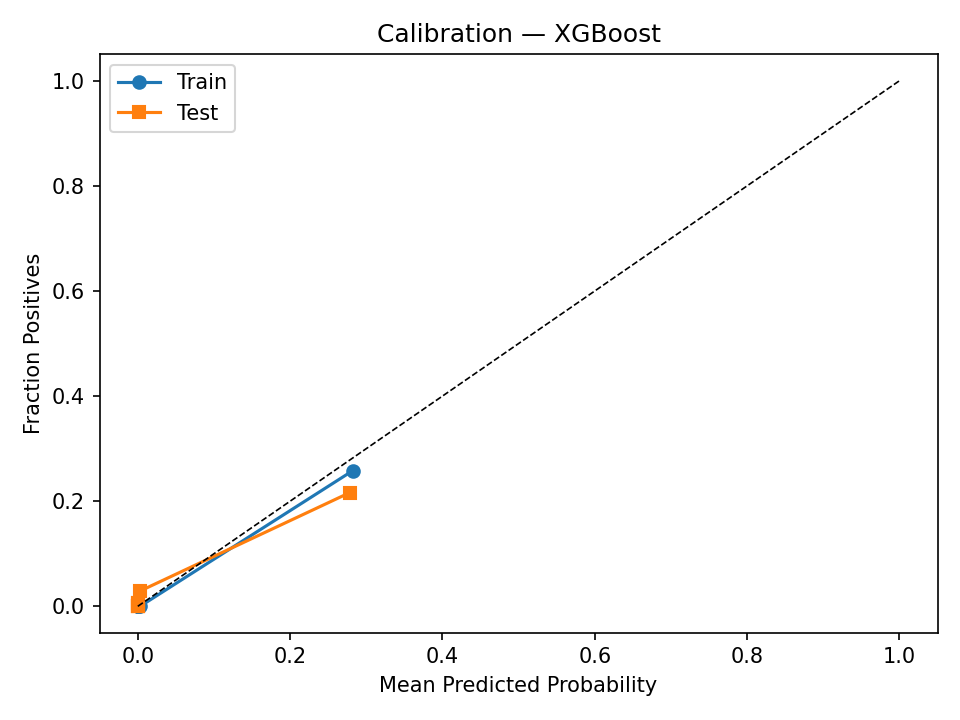 Calibration — XGBoost
Train
Test
1.0
0.8
0.6
0.4
0.2
0.0
Fraction Positives
0.0 0.2 0.4 0.6 0.8 1.0
Mean Predicted Probability